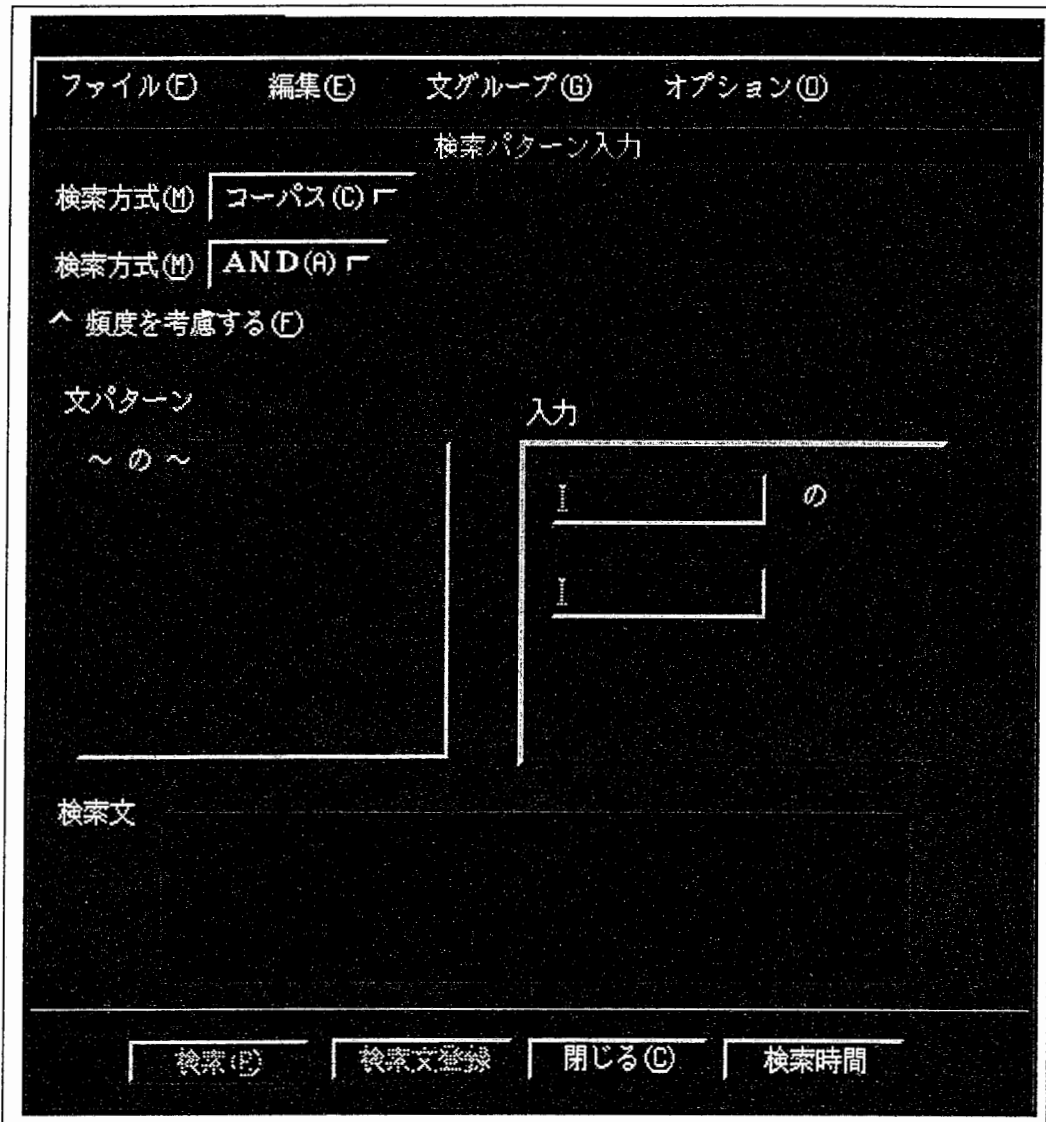 ファイル(F) 編集(E) 文グループ(G) オプション(O)
検索パターン入力
検索方式(M) コーパス(C)
検索方式(M) AND(A)
頻度を考慮する(F)
文パターン
～ の ～
入力
の
検索文
検索(P) 検索文登録 閉じる(C) 検索時間